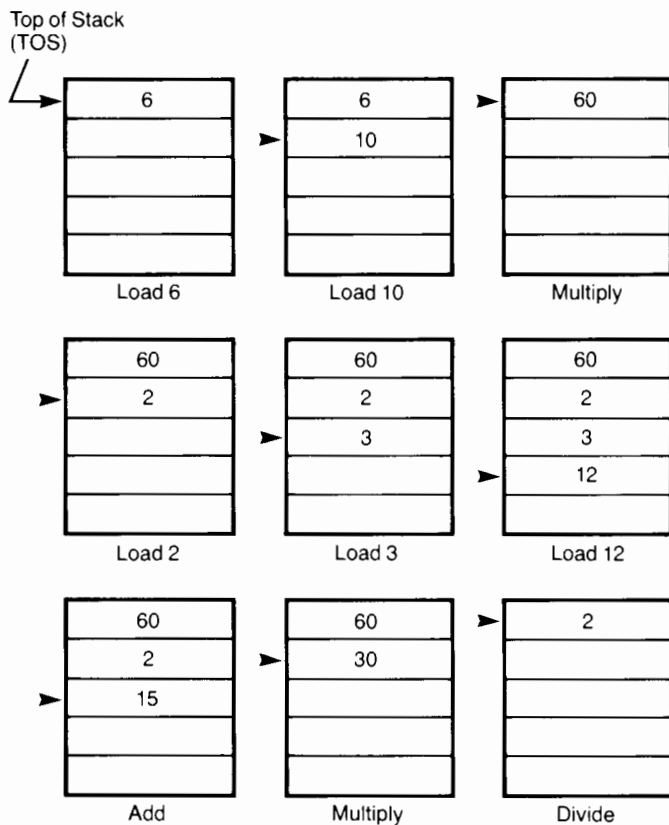 Top of Stack
(TOS)
6 6 60
10
Load 6 Load 10 Multiply
60 60 60
2 2 2
3 3
12
Load 2 Load 3 Load 12
60 60 2
2 30
15
Add Multiply Divide